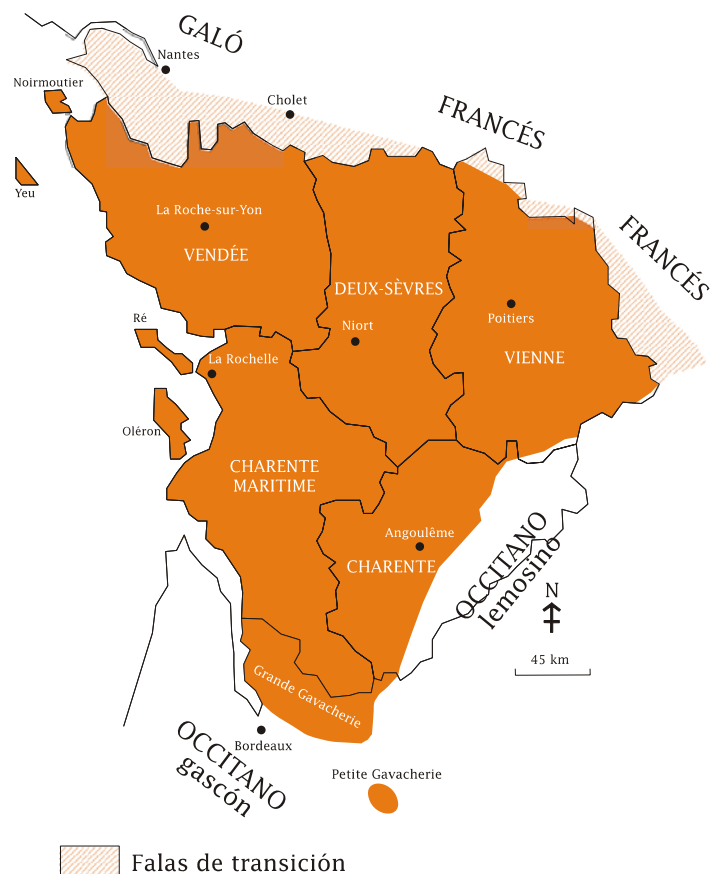 GALÓ
Nantes
Noirmoutier
Cholet
FRANCÉS
Yeu
La Roche-sur-Yon
VENDÉE
FRANCÉS
DEUX-SÈVRES
Ré
Niort
Poitiers
La Rochelle
VIENNE
Oléron
CHARENTE
MARITIME
Angoulême
CHARENTE
OCCITANO
lemosino
N
45 km
Grande Gavacherie
OCCITANO
gascón
Bordeaux
Petite Gavacherie
Falas de transición